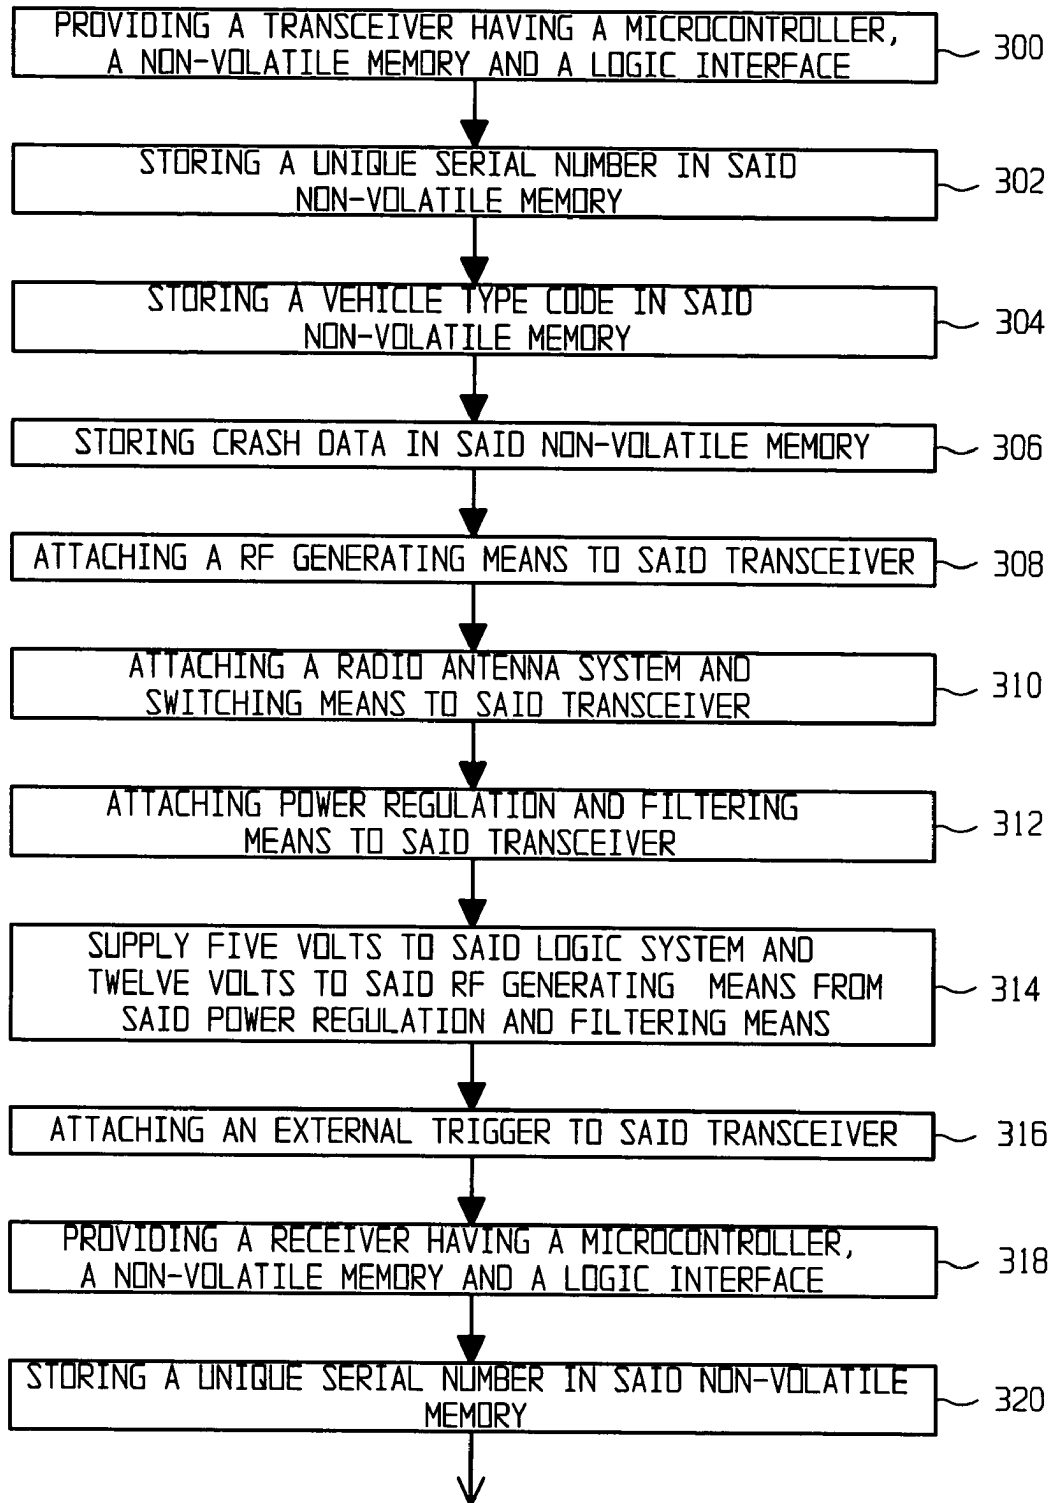 PROVIDING A TRANSCEIVER HAVING A MICROCONTROLLER,
A NON-VOLATILE MEMORY AND A LOGIC INTERFACE
300
STORING A UNIQUE SERIAL NUMBER IN SAID
NON-VOLATILE MEMORY
302
STORING A VEHICLE TYPE CODE IN SAID
NON-VOLATILE MEMORY
304
STORING CRASH DATA IN SAID NON-VOLATILE MEMORY
306
ATTACHING A RF GENERATING MEANS TO SAID TRANSCEIVER
308
ATTACHING A RADIO ANTENNA SYSTEM AND
SWITCHING MEANS TO SAID TRANSCEIVER
310
ATTACHING POWER REGULATION AND FILTERING
MEANS TO SAID TRANSCEIVER
312
SUPPLY FIVE VOLTS TO SAID LOGIC SYSTEM AND
TWELVE VOLTS TO SAID RF GENERATING MEANS FROM
SAID POWER REGULATION AND FILTERING MEANS
314
ATTACHING AN EXTERNAL TRIGGER TO SAID TRANSCEIVER
316
PROVIDING A RECEIVER HAVING A MICROCONTROLLER,
A NON-VOLATILE MEMORY AND A LOGIC INTERFACE
318
STORING A UNIQUE SERIAL NUMBER IN SAID NON-VOLATILE
MEMORY
320